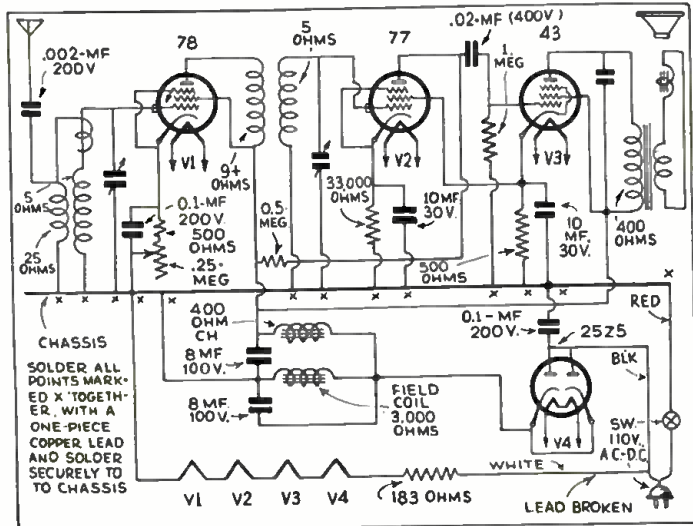 .002-MF
200V
78
5
OHMS
77
.02-MF (400V)
1
MEG
43
5
OHMS
25
OHMS
V1
0.1-MF
200V.
500
OHMS
.25-
MEG
9+
OHMS
0.5-
MEG
V2
33,000
OHMS
10 MF.
30V.
V3
500
OHMS
10
MF.
30V.
400
OHMS
x x x x x x x x x x x
CHASSIS
SOLDER ALL
POINTS MARK-
ED X TOGETH-
ER, WITH A
ONE-PIECE
COPPER LEAD
AND SOLDER
SECURELY TO
TO CHASSIS
400
OHM
CH
8 MF
100V.
8 MF
100V.
FIELD
COIL
3,000
OHMS
0.1-MF
200V.
25Z5
V4
RED
BLK
SW.
110V.
A.C-D.C.
WHITE
LEAD BROKEN
V1 V2 V3 V4
183 OHMS